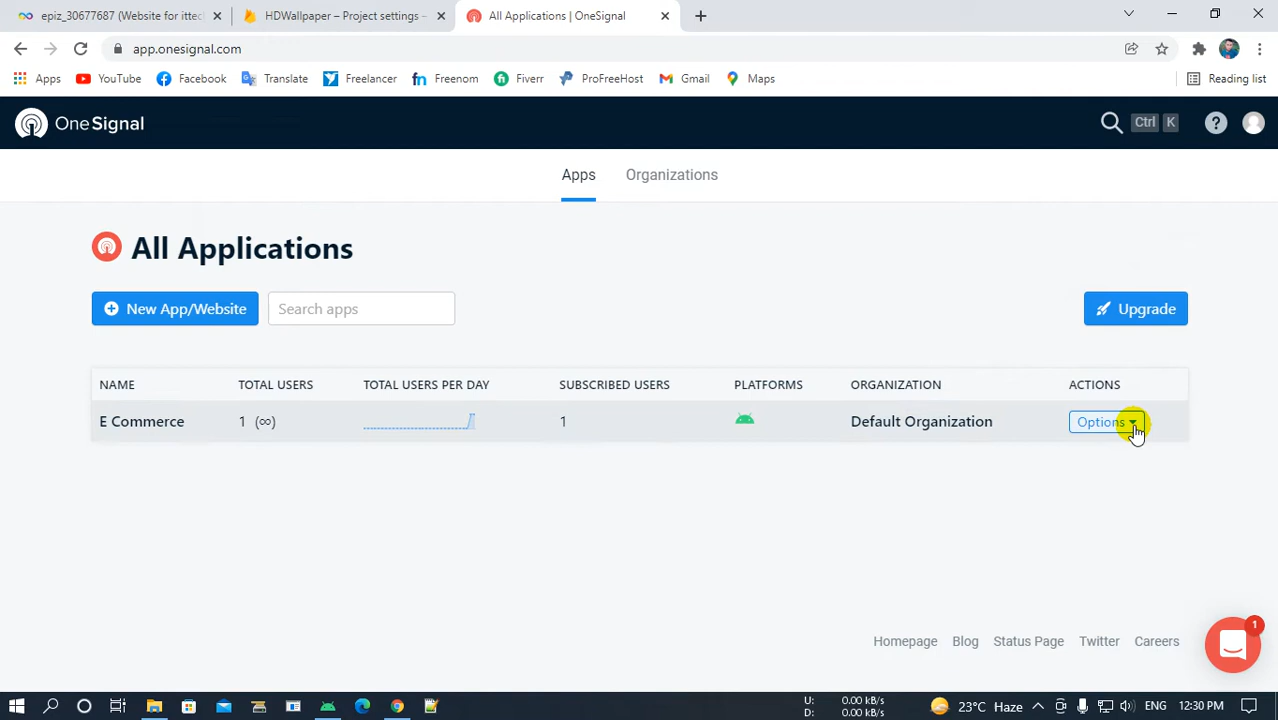 epiz_30677687 (Website for ittec
HDWallpaper – Project settings –
All Applications | OneSignal
app.onesignal.com
Apps
YouTube
Facebook
Translate
Freelancer
Freenom
Fiverr
ProFreeHost
Gmail
Maps
Reading list
OneSignal
Ctrl K
Apps
Organizations
All Applications
New App/Website
Search apps
Upgrade
NAME TOTAL USERS TOTAL USERS PER DAY SUBSCRIBED USERS PLATFORMS ORGANIZATION ACTIONS
E Commerce 1 (∞) 1 Default Organization Options
Homepage Blog Status Page Twitter Careers
1
U: 0.00 kB/s
D: 0.00 kB/s
23°C Haze
ENG
12:30 PM